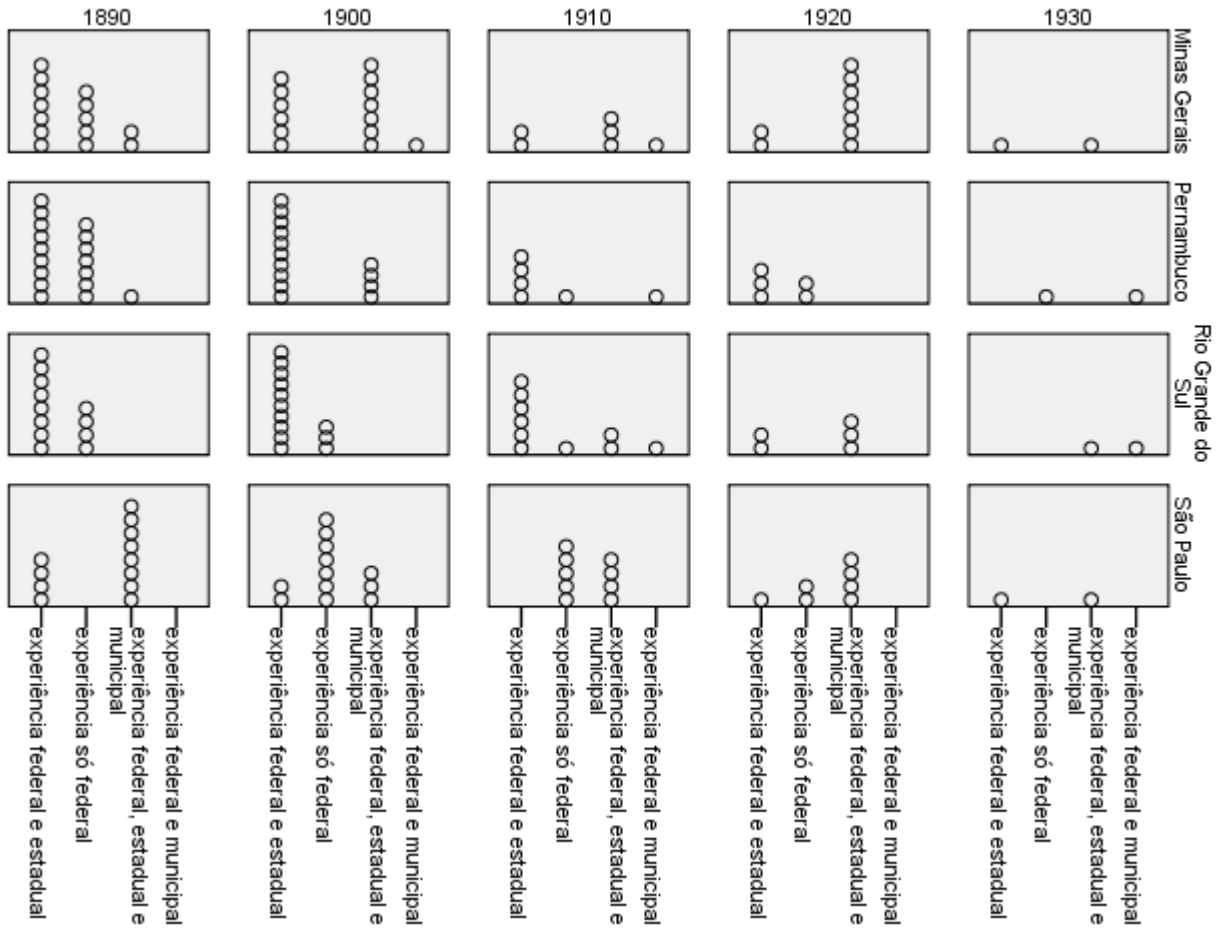 1890
1900
1910
1920
1930
Minas Gerais
Pernambuco
Rio Grande do
Sul
São Paulo
experiência federal e estadual
experiência só federal
experiência federal, estadual e
municipal
experiência federal e municipal
experiência federal e estadual
experiência só federal
experiência federal, estadual e
municipal
experiência federal e municipal
experiência federal e estadual
experiência só federal
experiência federal, estadual e
municipal
experiência federal e municipal
experiência federal e estadual
experiência só federal
experiência federal, estadual e
municipal
experiência federal e municipal
experiência federal e estadual
experiência só federal
experiência federal, estadual e
municipal
experiência federal e municipal